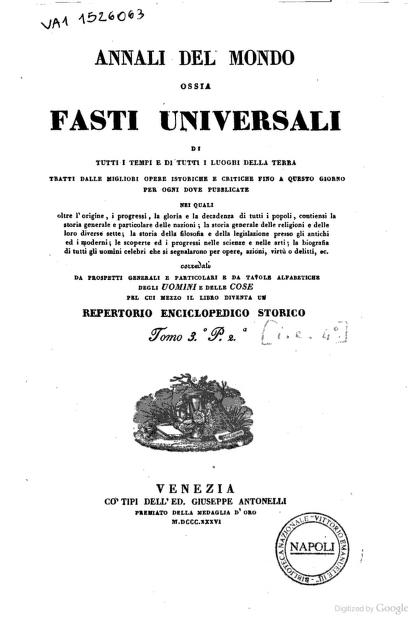 VA1 1526063
ANNALI DEL MONDO
OSSIA
FASTI UNIVERSALI
DI
TUTTI I TEMPI E DI TUTTI I LUOGHI DELLA TERRA
TRATTI DALLE MIGLIORI OPERE ISTORICHE E CRITICHE FINO A QUESTO GIORNO
PER OGNI DOVE PUBBLICATE
NEI QUALI
oltre l'origine, i progressi, la gloria e la decadenza di tutti i popoli, contiensi la
storia generale e particolare delle nazioni; la storia generale delle religioni e delle
loro diverse sette; la storia della filosofia e della legislazione presso gli antichi
ed i moderni; le scoperte ed i progressi nelle scienze e nelle arti; la biografia
di tutti gli uomini celebri che si segnalarono per opere, azioni, virtù o delitti, ec.
corredati
DA PROSPETTI GENERALI E PARTICOLARI E DA TAVOLE ALFABETICHE
DEGLI UOMINI E DELLE COSE
PEL CUI MEZZO IL LIBRO DIVENTA UN
REPERTORIO ENCICLOPEDICO STORICO
Tomo 3.° P. 2.ª [i. e. 4°]
VENEZIA
CO' TIPI DELL' ED. GIUSEPPE ANTONELLI
PREMIATO DELLA MEDAGLIA D' ORO
M.DCCC.XXXVI
BIBLIOTECA NAZIONALE "VITTORIO EMANUELE III"
NAPOLI
Digitized by Google